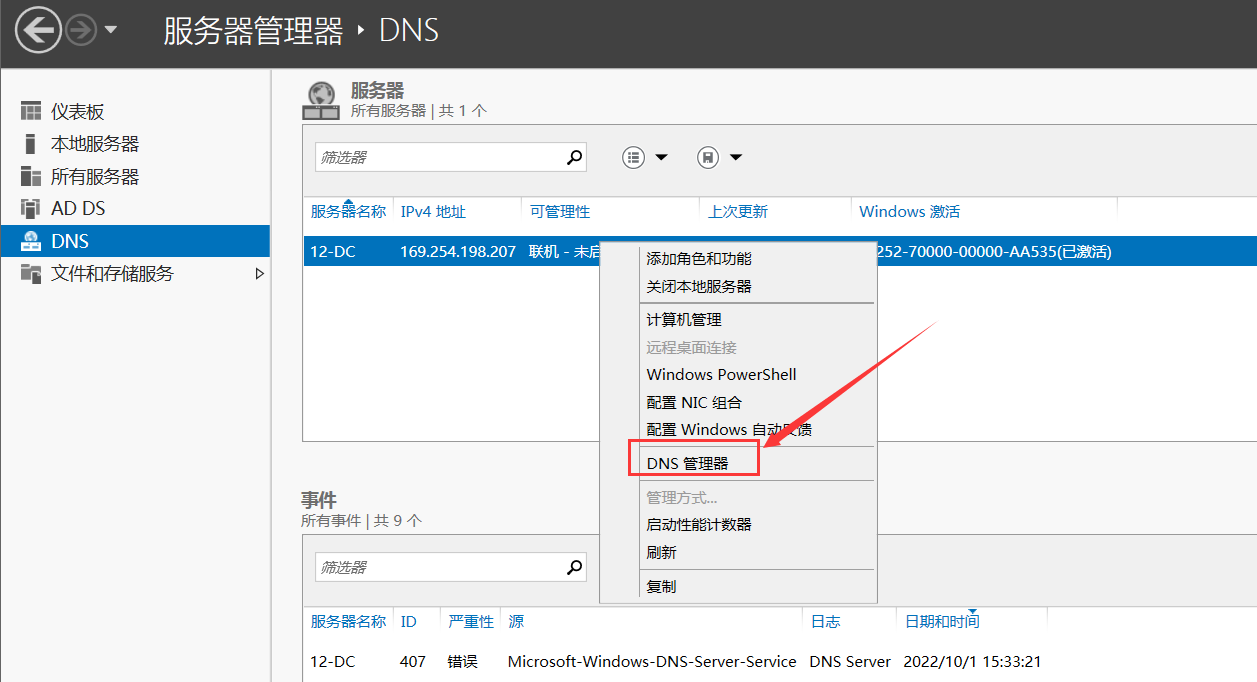 服务器管理器 ‣ DNS
仪表板
本地服务器
所有服务器
AD DS
DNS
文件和存储服务
服务器
所有服务器 | 共 1 个
筛选器
服务器名称 IPv4 地址 可管理性 上次更新 Windows 激活
12-DC 169.254.198.207 联机 - 未启 252-70000-00000-AA535(已激活)
添加角色和功能
关闭本地服务器
计算机管理
远程桌面连接
Windows PowerShell
配置 NIC 组合
配置 Windows 自动反馈
DNS 管理器
管理方式...
启动性能计数器
刷新
复制
事件
所有事件 | 共 9 个
筛选器
服务器名称 ID 严重性 源 日志 日期和时间
12-DC 407 错误 Microsoft-Windows-DNS-Server-Service DNS Server 2022/10/1 15:33:21